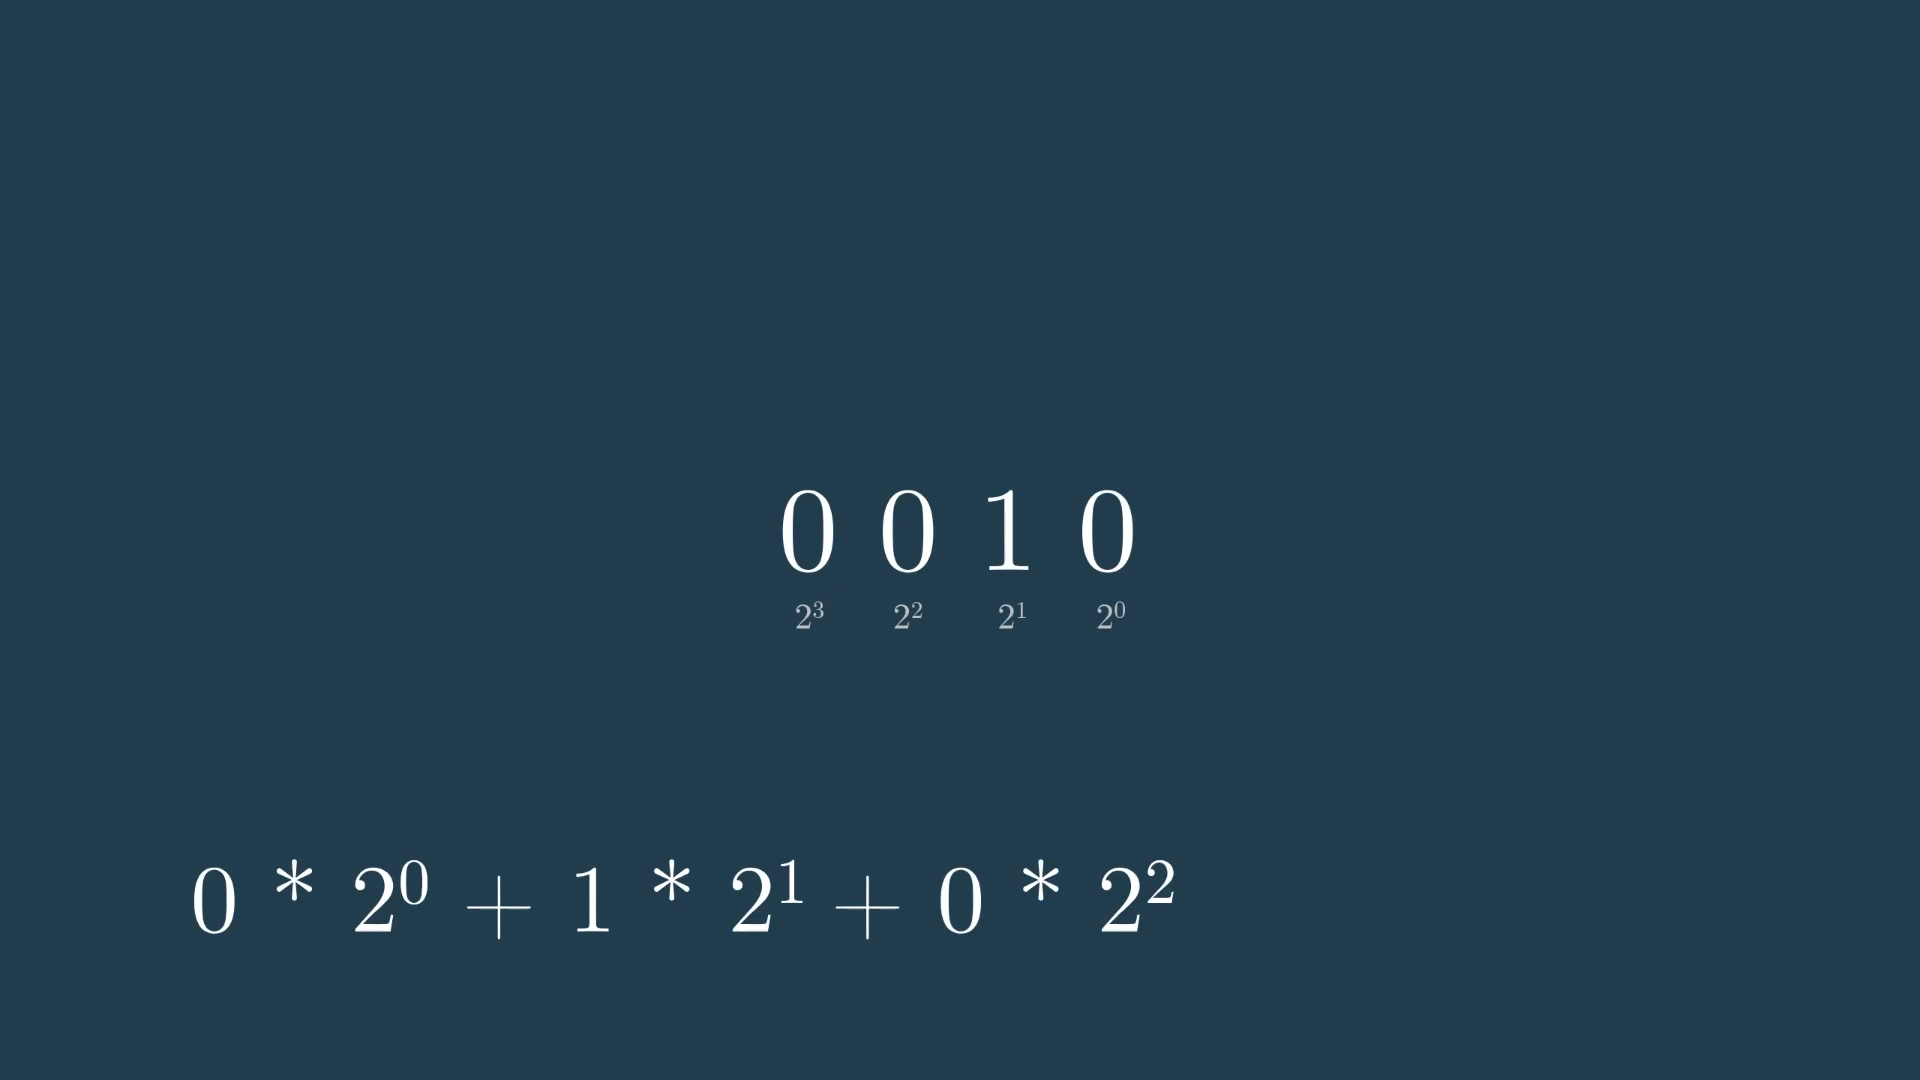 0 0 1 0
2³ 2² 2¹ 2⁰
0 * 2⁰ + 1 * 2¹ + 0 * 2²